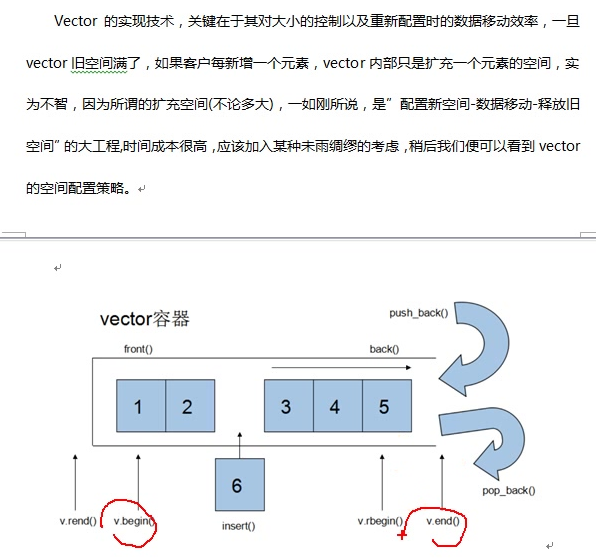 Vector 的实现技术，关键在于其对大小的控制以及重新配置时的数据移动效率，一旦
vector 旧空间满了，如果客户每新增一个元素，vector 内部只是扩充一个元素的空间，实
为不智，因为所谓的扩充空间(不论多大)，一如刚所说，是” 配置新空间-数据移动-释放旧
空间” 的大工程,时间成本很高，应该加入某种未雨绸缪的考虑，稍后我们便可以看到 vector
的空间配置策略。
vector容器
push_back()
front()
back()
1 2 3 4 5
6
pop_back()
v.rend() v.begin() insert() v.rbegin() v.end()